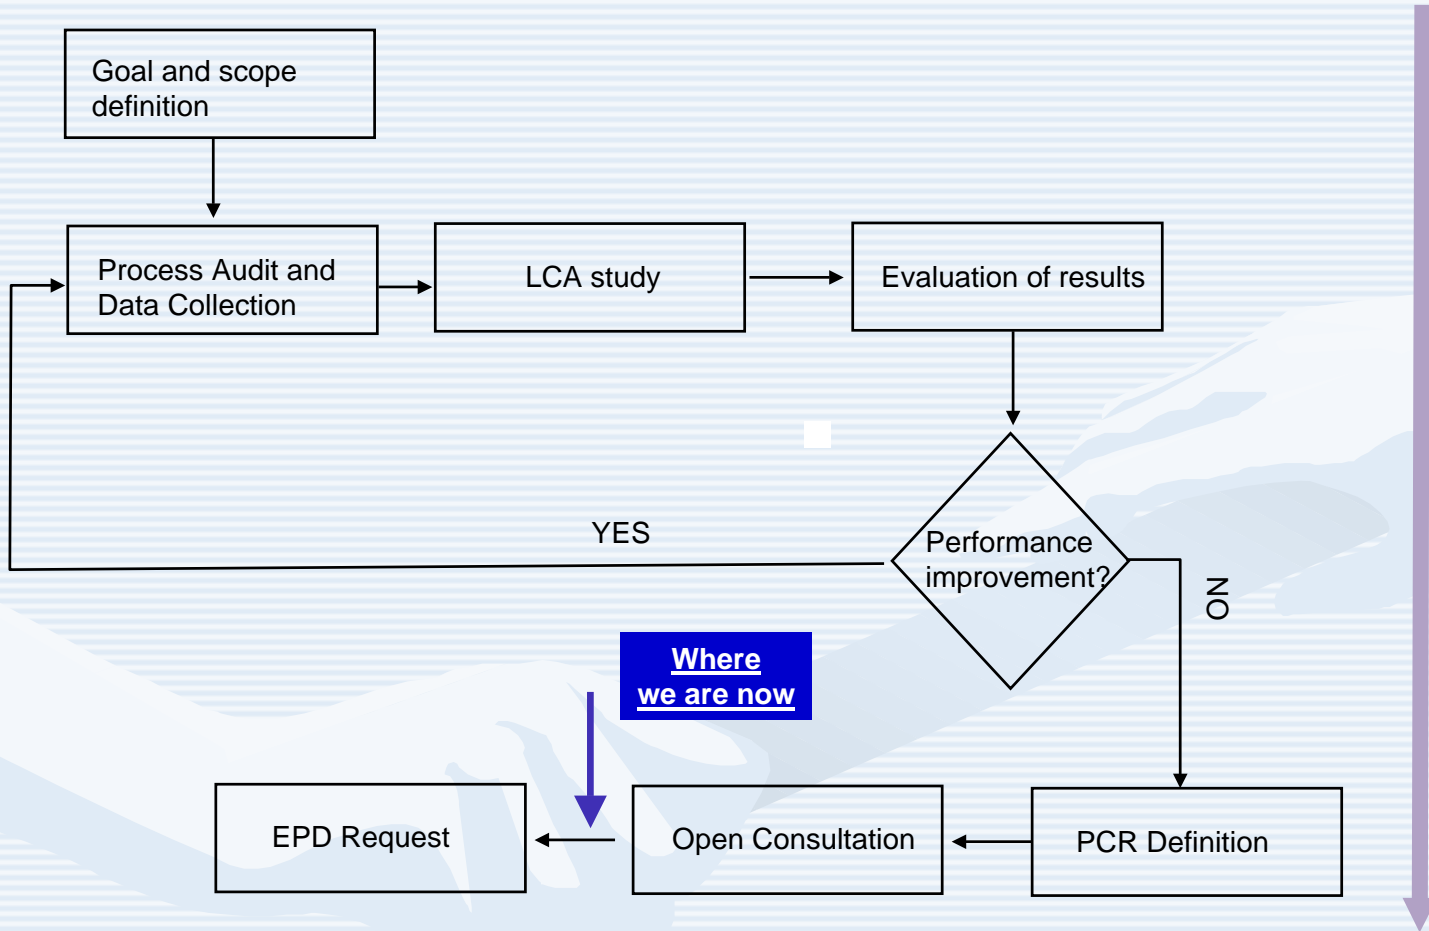 Goal and scope
definition
Process Audit and
Data Collection
LCA study
Evaluation of results
YES
Performance
improvement?
NO
Where
we are now
EPD Request
Open Consultation
PCR Definition